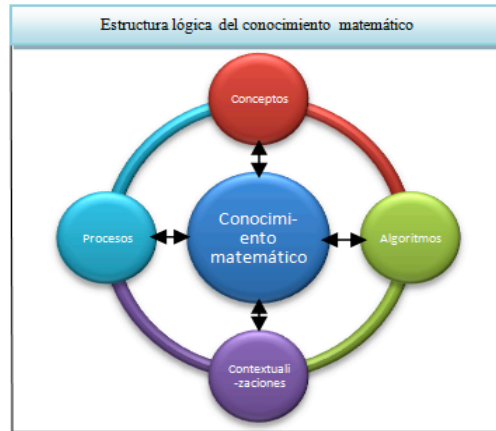 Estructura lógica del conocimiento matemático
Conceptos
Procesos
Conocimi-
ento
matemático
Algoritmos
Contextuali
-zaciones